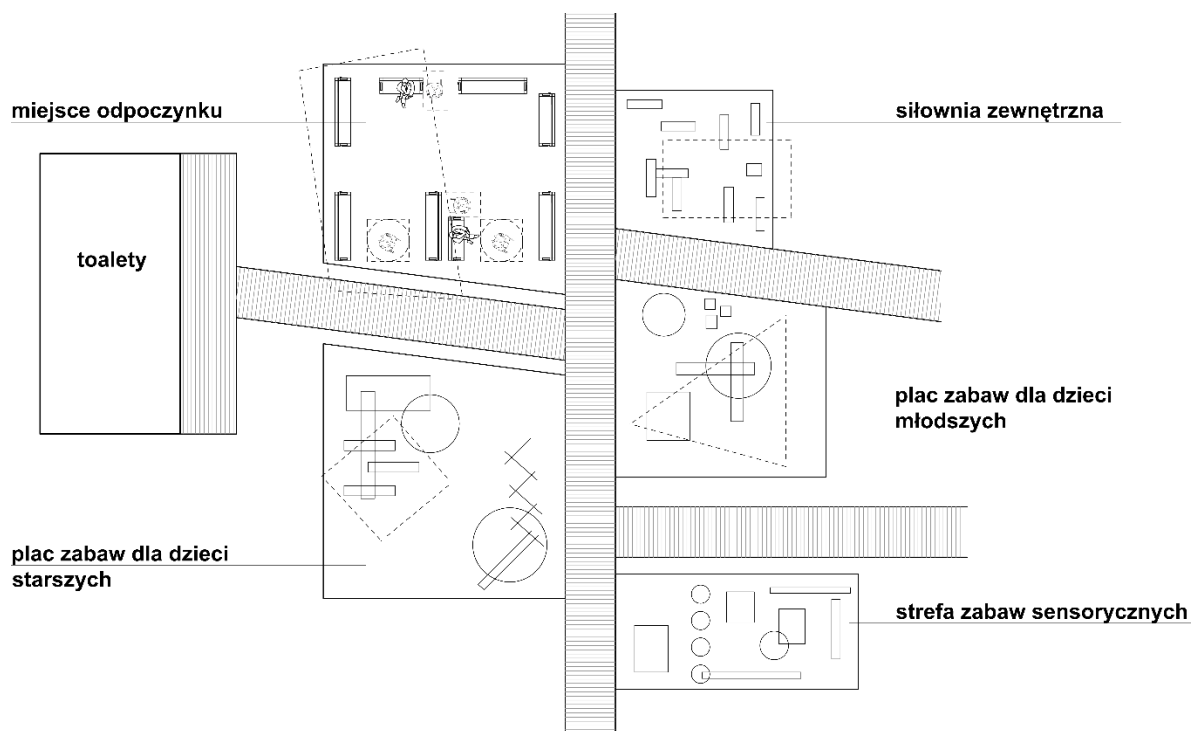 miejsce odpoczynku
siłownia zewnętrzna
toalety
plac zabaw dla dzieci
młodszych
plac zabaw dla dzieci
starszych
strefa zabaw sensorycznych